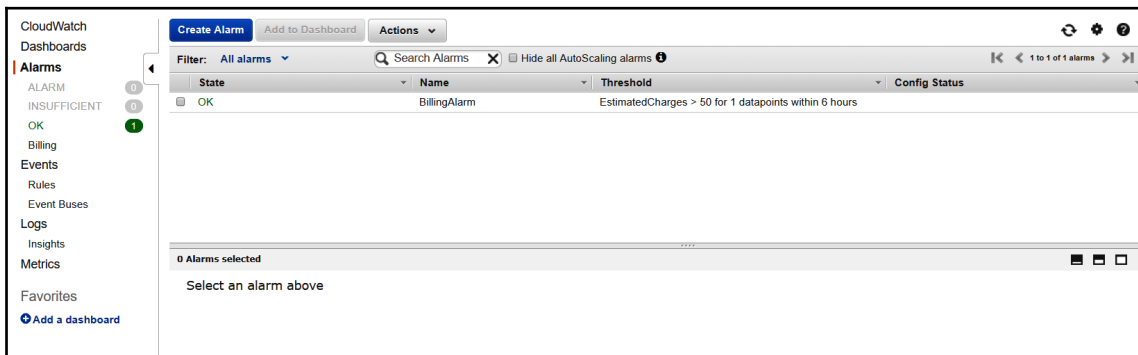 CloudWatch
Dashboards
Alarms
ALARM 0
INSUFFICIENT 0
OK 1
Billing
Events
Rules
Event Buses
Logs
Insights
Metrics
Favorites
Add a dashboard
Create Alarm Add to Dashboard Actions
Filter: All alarms Search Alarms Hide all AutoScaling alarms 1 to 1 of 1 alarms
State Name Threshold Config Status
OK BillingAlarm EstimatedCharges > 50 for 1 datapoints within 6 hours
0 Alarms selected
Select an alarm above